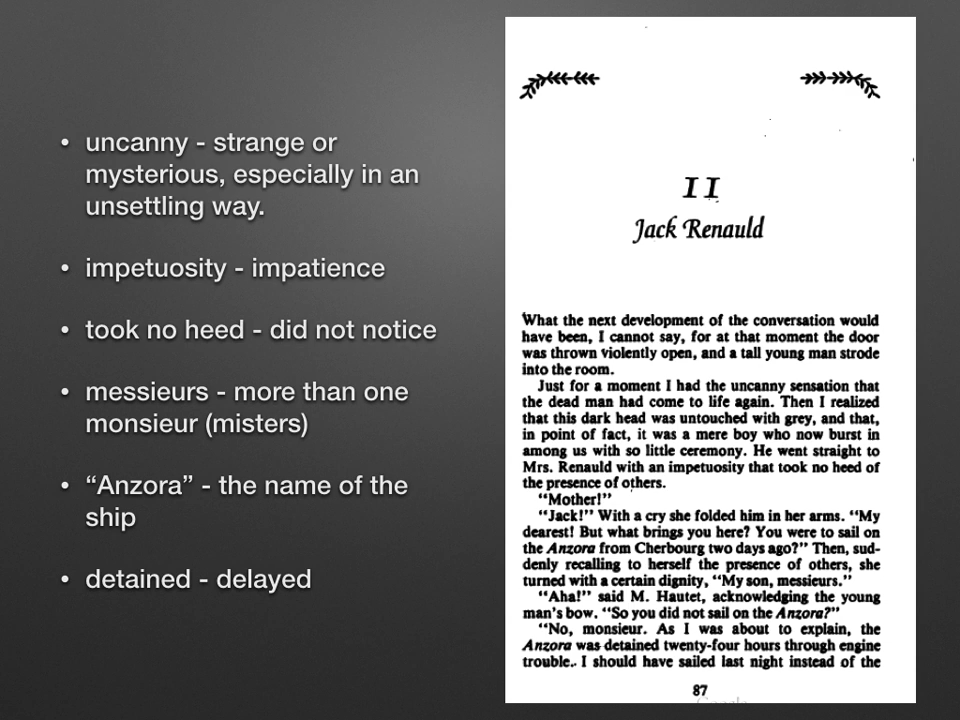 • uncanny - strange or
mysterious, especially in an
unsettling way.
• impetuosity - impatience
• took no heed - did not notice
• messieurs - more than one
monsieur (misters)
• “Anzora” - the name of the
ship
• detained - delayed
II
Jack Renauld
What the next development of the conversation would
have been, I cannot say, for at that moment the door
was thrown violently open, and a tall young man strode
into the room.
Just for a moment I had the uncanny sensation that
the dead man had come to life again. Then I realized
that this dark head was untouched with grey, and that,
in point of fact, it was a mere boy who now burst in
among us with so little ceremony. He went straight to
Mrs. Renauld with an impetuosity that took no heed of
the presence of others.
“Mother!”
“Jack!” With a cry she folded him in her arms. “My
dearest! But what brings you here? You were to sail on
the Anzora from Cherbourg two days ago?” Then, sud-
denly recalling to herself the presence of others, she
turned with a certain dignity, “My son, messieurs.”
“Aha!” said M. Hautet, acknowledging the young
man’s bow. “So you did not sail on the Anzora?”
“No, monsieur. As I was about to explain, the
Anzora was detained twenty-four hours through engine
trouble. I should have sailed last night instead of the
87